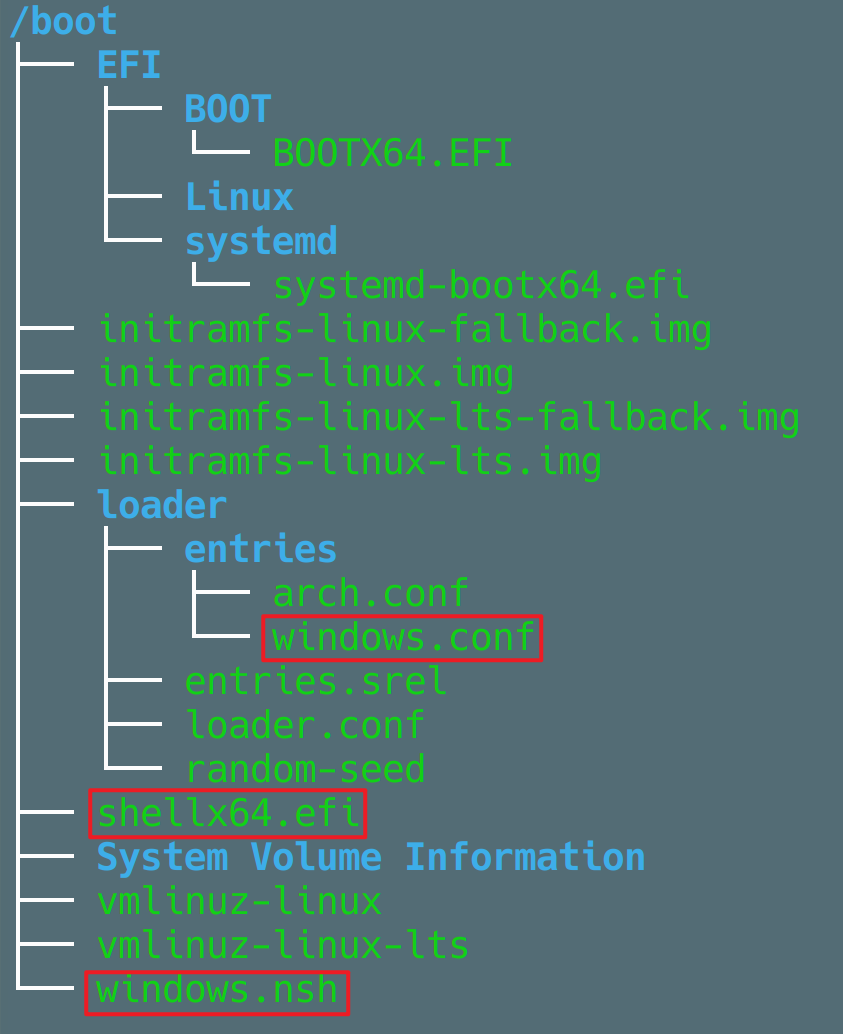 /boot
EFI
BOOT
BOOTX64.EFI
Linux
systemd
systemd-bootx64.efi
initramfs-linux-fallback.img
initramfs-linux.img
initramfs-linux-lts-fallback.img
initramfs-linux-lts.img
loader
entries
arch.conf
windows.conf
entries.srel
loader.conf
random-seed
shellx64.efi
System Volume Information
vmlinuz-linux
vmlinuz-linux-lts
windows.nsh